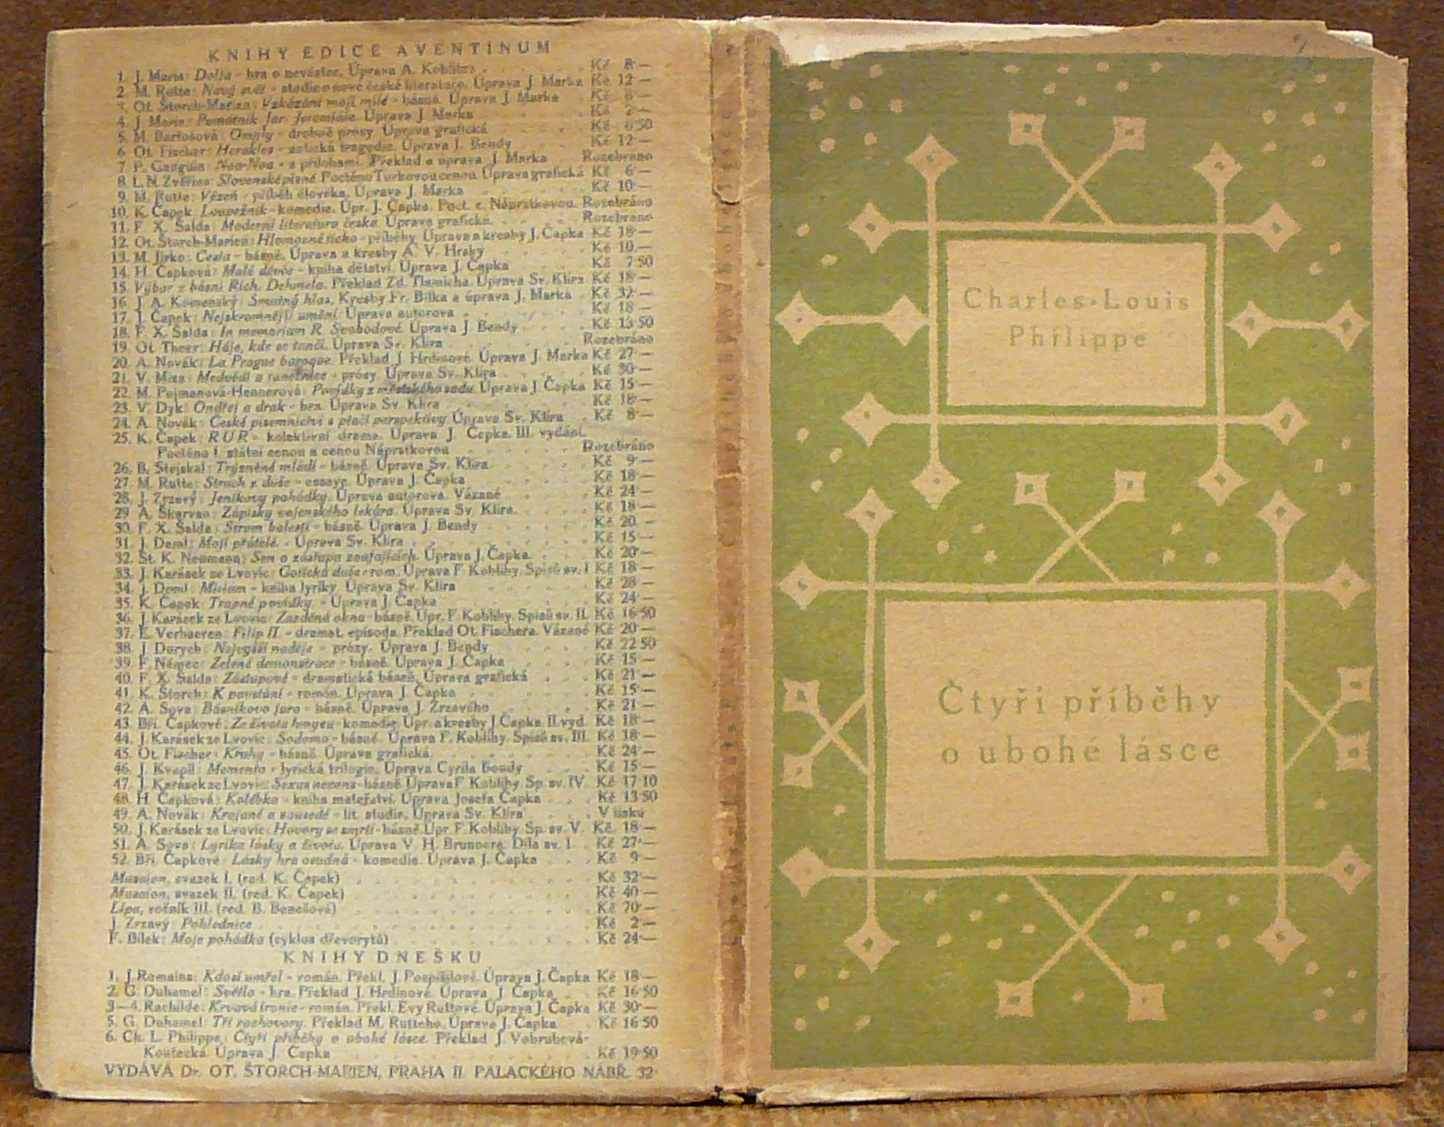 KNIHY EDICE AVENTINUM
1. J. Maria: Dolja - hra o nevěstce. Úprava A. Koblitz Kč 8·—
2. M. Rutte: Nový svět - studie o nové české literatuře. Úprava J. Marka Kč 12·—
3. Ot. Štorch-Marien: Vzkázání mojí milé - básně. Úprava J. Marka Kč 8·—
4. J. Maria: Památník Jar. Jeremiáše. Úprava J. Marka Kč 2·—
5. M. Bartošová: Omyly - drobné prosy. Úprava grafická Kč 6·50
6. Ot. Fischer: Herakles - antická tragedie. Úprava J. Bendy Kč 12·—
7. P. Gauguin: Noa-Noa - s přílohami. Překlad a úprava J. Marka Rozebráno
8. L. N. Zvěřina: Slovenské písně. Poctěno Turkovou cenou. Úprava grafická Kč 6·—
9. M. Rutte: Vězeň - příběh člověka. Úprava J. Marka Kč 10·—
10. K. Čapek: Loupežník - komedie. Úpr. J. Čapka. Poct. c. Náprstkovou. Rozebráno
11. F. X. Šalda: Moderní literatura česká. Úprava grafická. Rozebráno
12. Ot. Štorch-Marien: Hlomozné ticho - příběhy. Úprava a kresby J. Čapka Kč 18·—
13. M. Jirko: Cesta - básně. Úprava a kresby A. V. Hrsky Kč 10.—
14. H. Čapková: Malé děvče - kniha dětství. Úprava J. Čapka Kč 7·50
15. Výbor z básní Rich. Dehmela. Překlad Zd. Tlamicha. Úprava Sv. Klíra Kč 18·—
16. J. A. Komenský: Smutný hlas. Kresby Fr. Bílka a úprava J. Marka Kč 32·—
17. J. Čapek: Nejskromnější umění. Úprava autorova Kč 18·—
18. F. X. Šalda: In memoriam R. Svobodové. Úprava J. Bendy Kč 13·50
19. Ot. Theer: Háje, kde se tančí. Úprava Sv. Klíra Rozebráno
20. A. Novák: La Prague baroque. Překlad J. Hrdinové. Úprava J. Marka Kč 27·—
21. V. Mixa: Medvědi a tanečnice - prosy. Úprava Sv. Klíra Kč 30·—
22. M. Pujmanová-Hennerová: Povídky z městského sadu. Úprava J. Čapka Kč 15·—
23. V. Dyk: Ondřej a drak - hra. Úprava Sv. Klíra Kč 18·—
24. A. Novák: České písemnictví s ptačí perspektivy. Úprava Sv. Klíra Kč 8·—
25. K. Čapek: R U R - kolektivní drama. Úprava J. Čapka. III. vydání.
Poctěno I. státní cenou a cenou Náprstkovou Rozebráno
26. B. Stejskal: Trýzněné mládí - básně. Úprava Sv. Klíra Kč 9·—
27. M. Rutte: Strach z duše - essaye. Úprava J. Čapka Kč 18·—
28. J. Zrzavý: Jeníkovy pohádky. Úprava autorova. Vázané Kč 24·—
29. A. Škarvan: Zápisky vojenského lekára. Úprava Sv. Klíra. Kč 18·—
30. F. X. Šalda: Strom bolesti - básně. Úprava J. Bendy Kč 20·—
31. J. Deml: Moji přátelé. - Úprava Sv. Klíra Kč 15·—
32. St. K. Neumann: Sen o zástupu zoufajících. Úprava J. Čapka. Kč 20·—
33. J. Karásek ze Lvovic: Gotická duše - rom. Úprava F. Koblihy. Spisů sv. I Kč 18·—
34. J. Deml: Miriam - kniha lyriky. Úprava Sv. Klíra Kč 28·—
35. K. Čapek: Trapné povídky. - Úprava J. Čapka Kč 24·—
36. J. Karásek ze Lvovic: Zazděná okna - básně. Úpr. F. Koblihy. Spisů sv. II. Kč 16·50
37. E. Verhaeren: Filip II. - dramat. episoda. Překlad Ot. Fischera. Vázané Kč 20·—
38. J. Durych: Nejvyšší naděje - prosy. Úprava J. Bendy Kč 22·50
39. F. Němec: Zelená demonstrace - básně. Úprava J. Čapka Kč 15·—
40. F. X. Šalda: Zástupové - dramatická báseň. Úprava grafická Kč 21·—
41. K. Štorch: K povstání - román. Úprava J. Čapka Kč 15·—
42. A. Sova: Básníkovo jaro - básně. Úprava J. Zrzavého Kč 21·—
43. Bří. Čapkové: Ze života hmyzu - komedie. Úpr. a kresby J. Čapka. II. vyd. Kč 18·—
44. J. Karásek ze Lvovic: Sodoma - básně. Úprava F. Koblihy. Spisů sv. III. Kč 18·—
45. Ot. Fischer: Kruhy - básně. Úprava grafická. Kč 24·—
46. J. Kvapil: Memento - lyrická trilogie. Úprava Cyrila Boudy Kč 15·—
47. J. Karásek ze Lvovic: Sexus necans - básně. Úprava F. Koblihy. Sp. sv. IV. Kč 17·10
48. H. Čapková: Kolébka - kniha mateřství. Úprava Josefa Čapka Kč 13·50
49. A. Novák: Krajané a sousedé - lit. studie. Úprava Sv. Klíra V tisku
50. J. Karásek ze Lvovic: Hovory se smrtí - básně. Úpr. F. Koblihy. Sp. sv. V. Kč 18·—
51. A. Sova: Lyrika lásky a života. Úprava V. H. Brunnera. Díla sv. I. Kč 27·—
52. Bří. Čapkové: Lásky hra osudná - komedie. Úprava J. Čapka Kč 9·—
Musaion, svazek I. (red. K. Čapek) Kč 32·—
Musaion, svazek II. (red. K. Čapek) Kč 40·—
Lípa, ročník III. (red. B. Benešová) Kč 70·—
J. Zrzavý: Pohlednice Kč 2·—
F. Bílek: Moje pohádka (cyklus dřevorytů) Kč 24·—
KNIHY DNEŠKU
1. J. Romains: Kdosi umřel - román. Překl. J. Pospíšilové. Úprava J. Čapka Kč 18·—
2. G. Duhamel: Světlo - hra. Překlad J. Hrdinové. Úprava J. Čapka Kč 16·50
3—4. Rachilde: Krvavá ironie - román. Překl. Evy Ruttové. Úprava J. Čapka Kč 30·—
5. G. Duhamel: Tři rozhovory. Překlad M. Rutteho. Úprava J. Čapka Kč 16·50
6. Ch. L. Philippe: Čtyři příběhy o ubohé lásce. Překlad J. Vobrubová-
Koutecká. Úprava J. Čapka Kč 19·50
VYDÁVÁ Dr. OT. ŠTORCH-MARIEN, PRAHA II. PALACKÉHO NÁBŘ. 32·
Charles-Louis
Philippe
Čtyři příběhy
o ubohe lásce